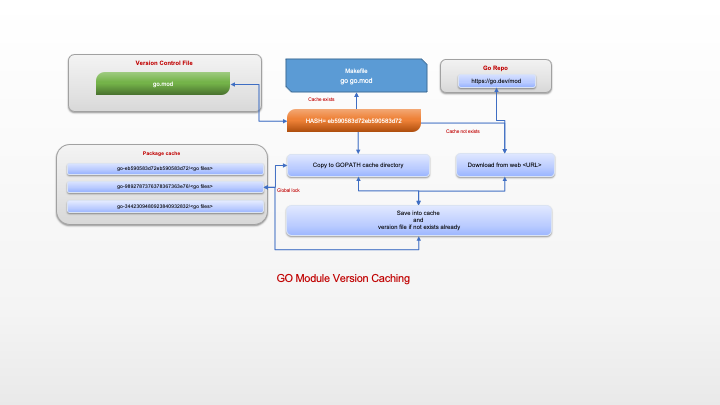 Version Control File
go.mod
Makefile
go go.mod
Go Repo
https://go.dev/mod
Cache exists
HASH= eb590583d72eb590583d72
Cache not exists
Package cache
go-eb590583d72eb590583d72/<go files>
go-9892787376378367363e76/<go files>
go-3442309480923840932832/<go files>
Copy to GOPATH cache directory
Download from web <URL>
Global lock
Save into cache
and
version file if not exists already
GO Module Version Caching